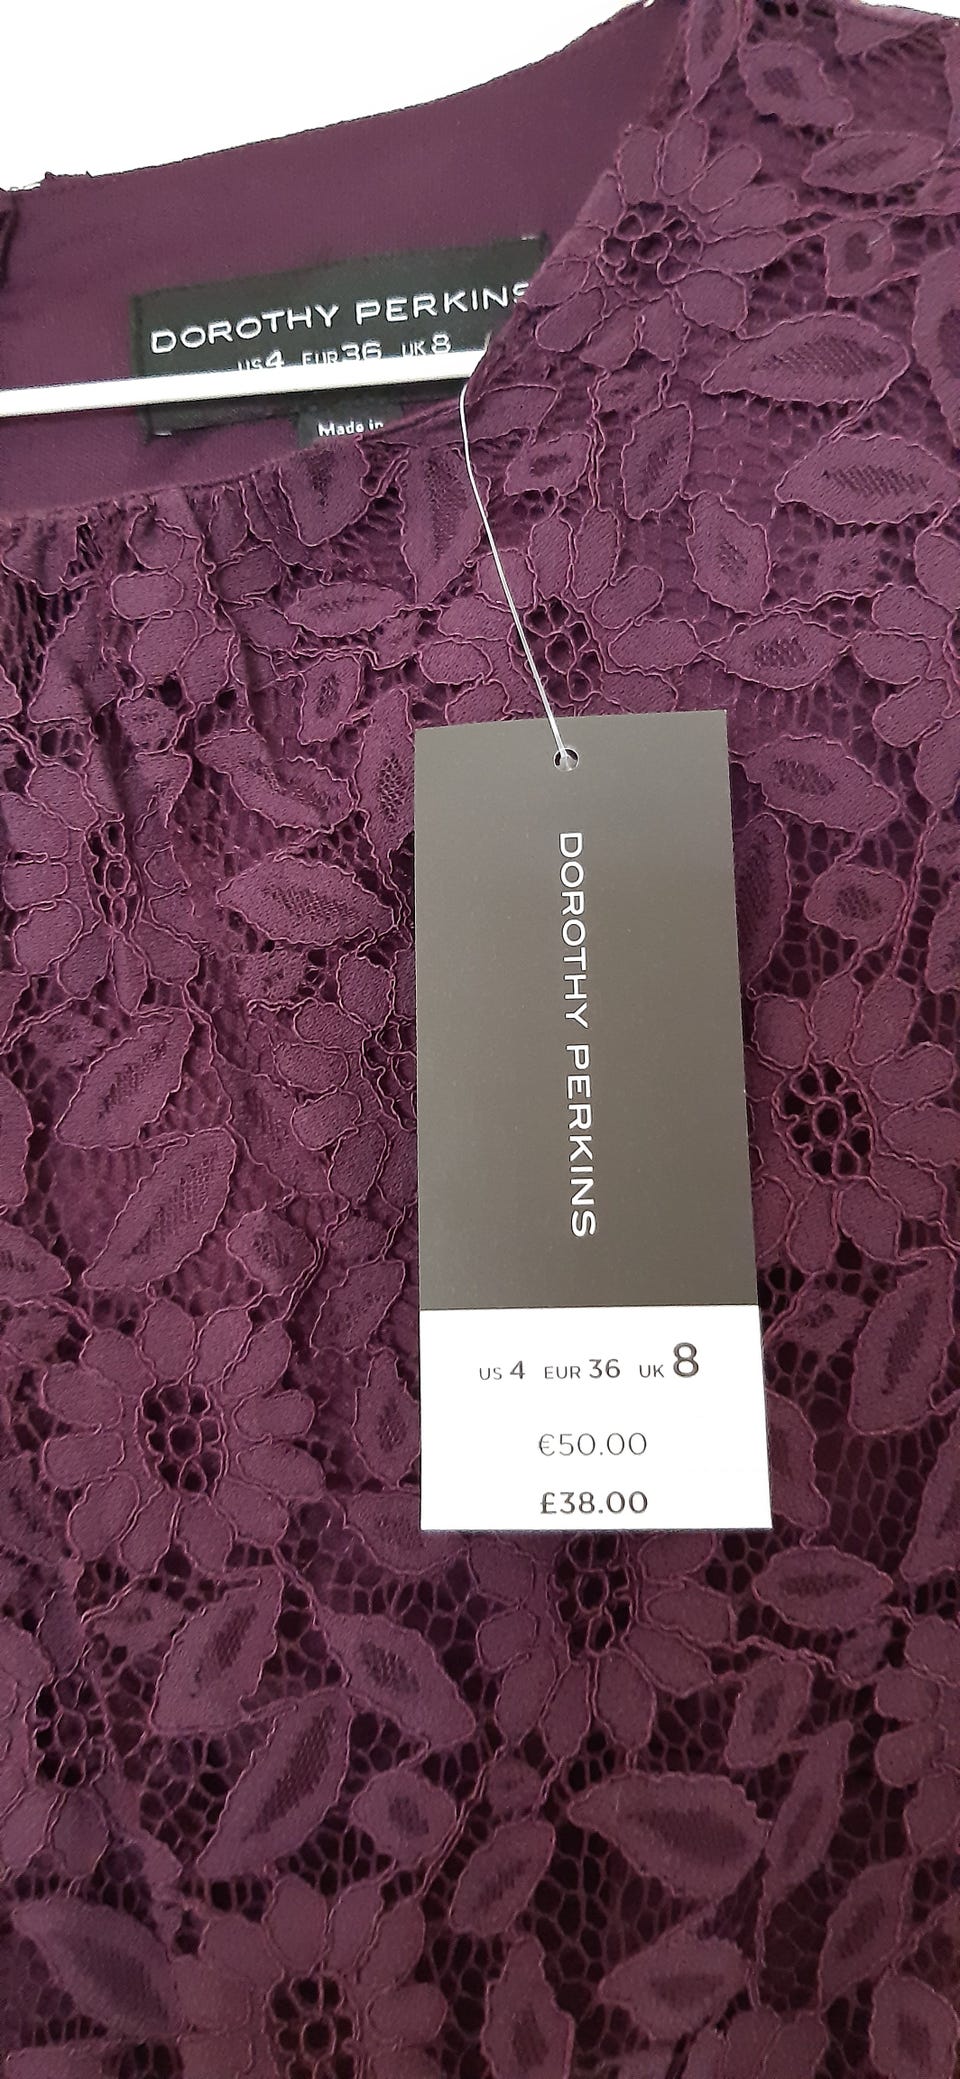 DOROTHY PERKINS
US 4 EUR 36 UK 8
Made in
DOROTHY PERKINS
US 4 EUR 36 UK 8
€50.00
£38.00